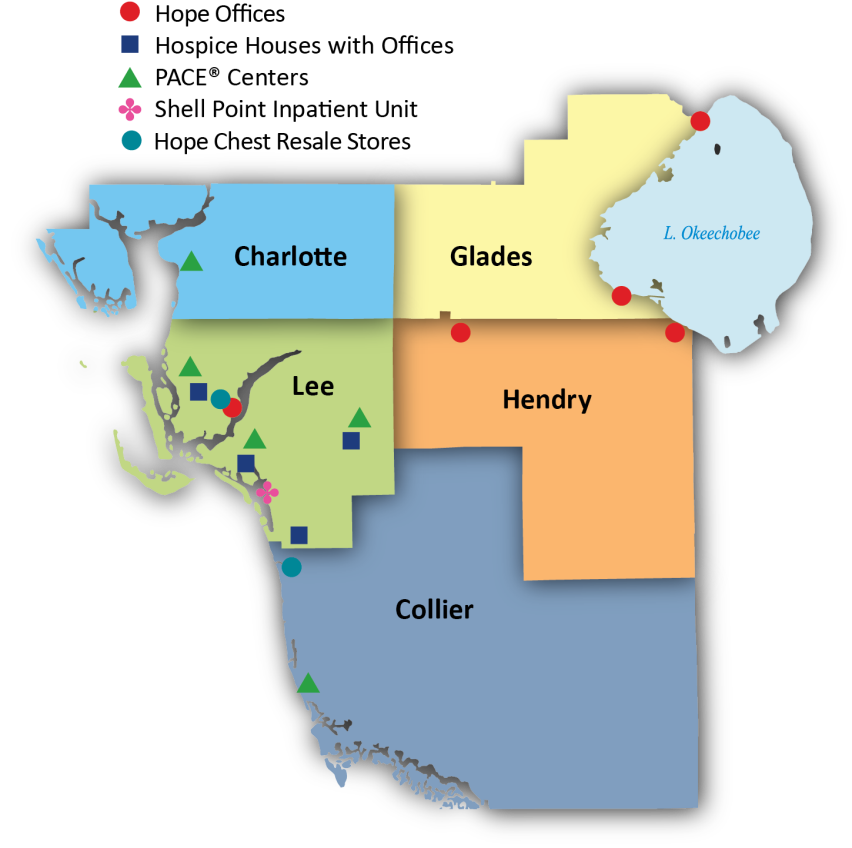 Hope Offices
Hospice Houses with Offices
PACE® Centers
Shell Point Inpatient Unit
Hope Chest Resale Stores
L. Okeechobee
Charlotte
Glades
Lee
Hendry
Collier